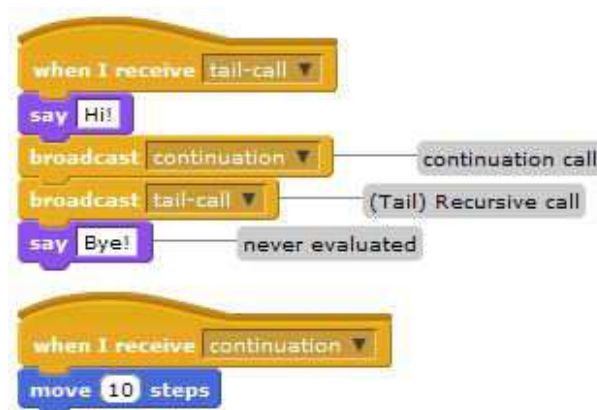 when I receive tail-call
say Hi!
broadcast continuation continuation call
broadcast tail-call (Tail) Recursive call
say Bye! never evaluated
when I receive continuation
move 10 steps